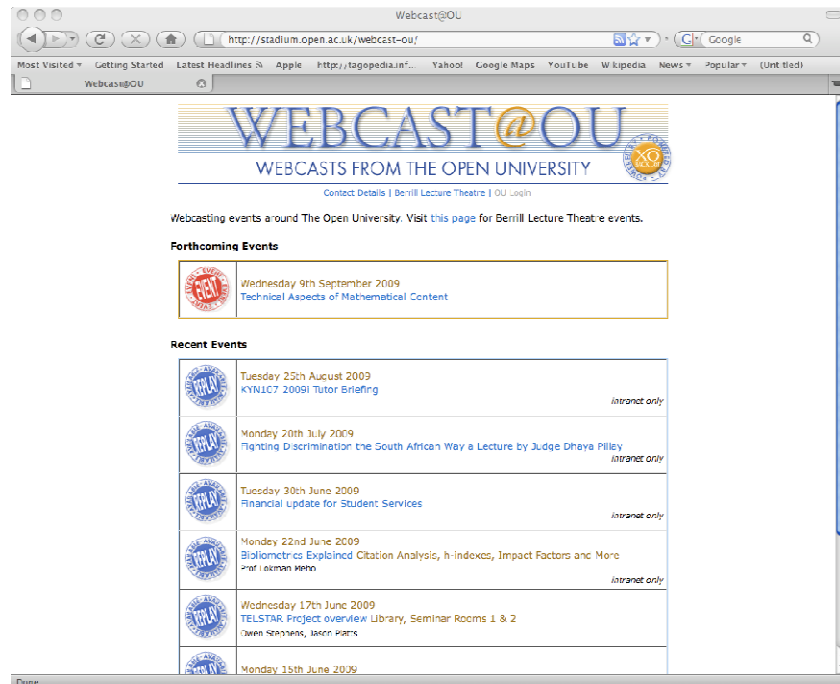 Webcast@OU
http://stadium.open.ac.uk/webcast-ou/
Google
Most Visited Getting Started Latest Headlines Apple http://tagopedia.inf... Yahoo! Google Maps YouTube Wikipedia News Popular (Untitled)
Webcast@OU
WEBCAST@OU
WEBCASTS FROM THE OPEN UNIVERSITY
Contact Details | Berrill Lecture Theatre | OU Login
Webcasting events around The Open University. Visit this page for Berrill Lecture Theatre events.
Forthcoming Events
EVENT
Wednesday 9th September 2009
Technical Aspects of Mathematical Content
Recent Events
REPLAY
Tuesday 25th August 2009
KYN107 2009I Tutor Briefing
intranet only
REPLAY
Monday 20th July 2009
Fighting Discrimination the South African Way a Lecture by Judge Dhaya Pillay
intranet only
REPLAY
Tuesday 30th June 2009
Financial update for Student Services
intranet only
REPLAY
Monday 22nd June 2009
Bibliometrics Explained Citation Analysis, h-indexes, Impact Factors and More
Prof Lokman Meho
intranet only
REPLAY
Wednesday 17th June 2009
TELSTAR Project overview Library, Seminar Rooms 1 & 2
Owen Stephens, Jason Platts
Monday 15th June 2009
Done